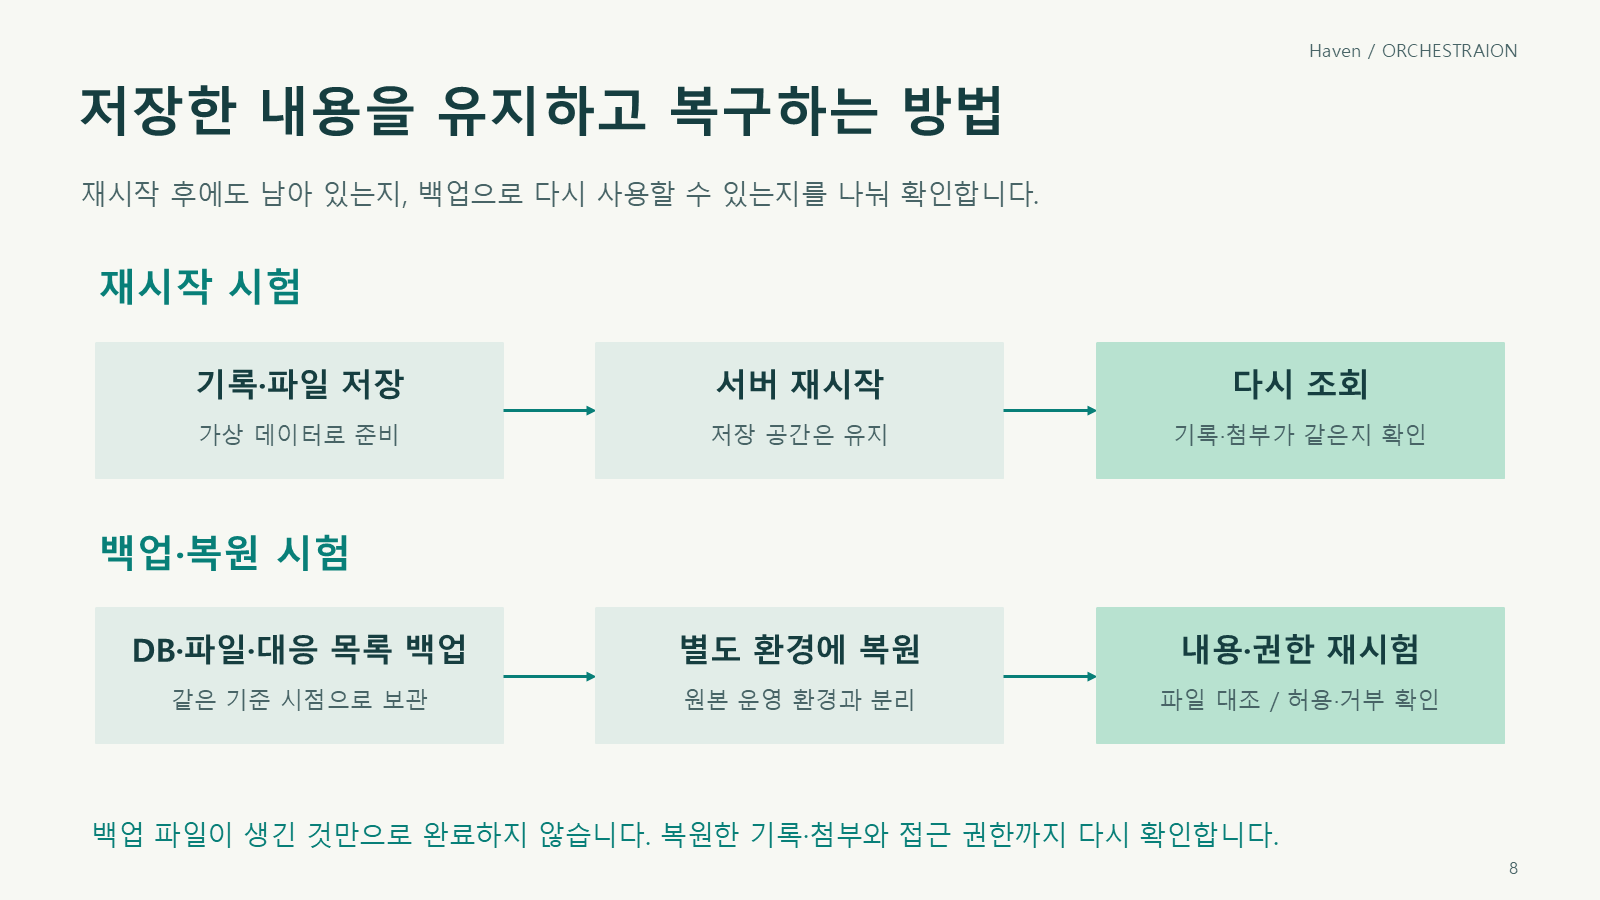 Haven / ORCHESTRAION
저장한 내용을 유지하고 복구하는 방법
재시작 후에도 남아 있는지, 백업으로 다시 사용할 수 있는지를 나눠 확인합니다.
재시작 시험
기록·파일 저장
가상 데이터로 준비
서버 재시작
저장 공간은 유지
다시 조회
기록·첨부가 같은지 확인
백업·복원 시험
DB·파일·대응 목록 백업
같은 기준 시점으로 보관
별도 환경에 복원
원본 운영 환경과 분리
내용·권한 재시험
파일 대조 / 허용·거부 확인
백업 파일이 생긴 것만으로 완료하지 않습니다. 복원한 기록·첨부와 접근 권한까지 다시 확인합니다.
8